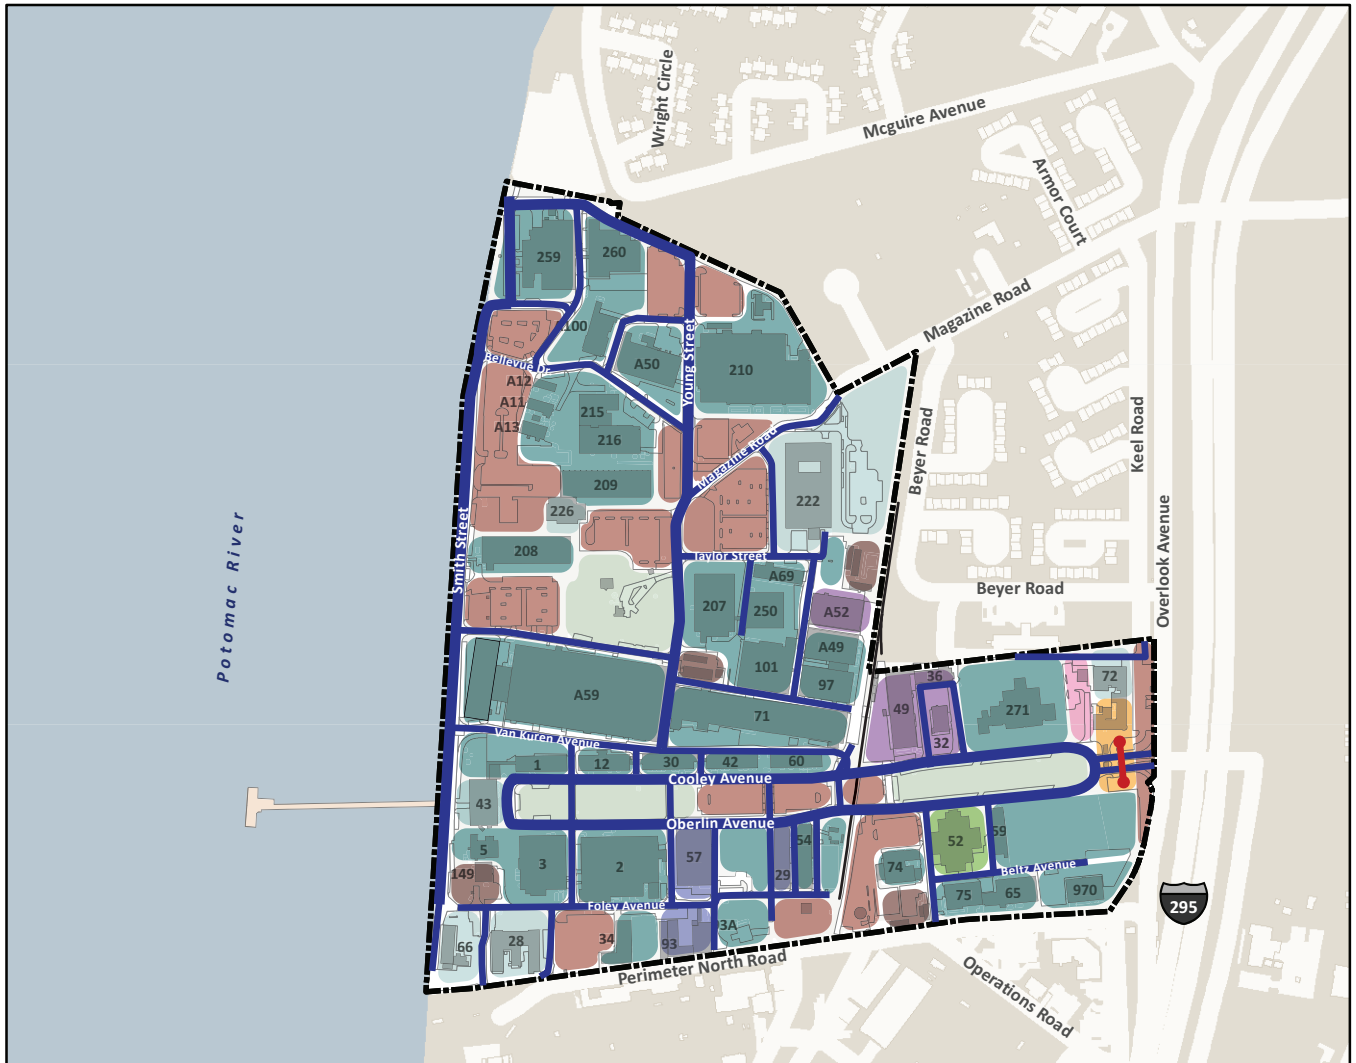 Wright Circle
Mcguire Avenue
Armor Court
259
260
Magazine Road
100
Young Street
Bellevue Dr
A50
210
A12
A11
A13
215
216
Magazine Road
Beyer Road
Keel Road
209
222
226
Smith Street
208
Taylor Street
Potomac River
A69
Beyer Road
Overlook Avenue
207
250
A52
A49
101
97
A59
36
72
49
271
71
32
Van Kuren Avenue
1
12
30
42
60
Cooley Avenue
43
Oberlin Avenue
5
3
2
57
54
52
59
149
29
74
Beltz Avenue
75
65
970
Foley Avenue
295
66
28
34
93
Perimeter North Road
Operations Road